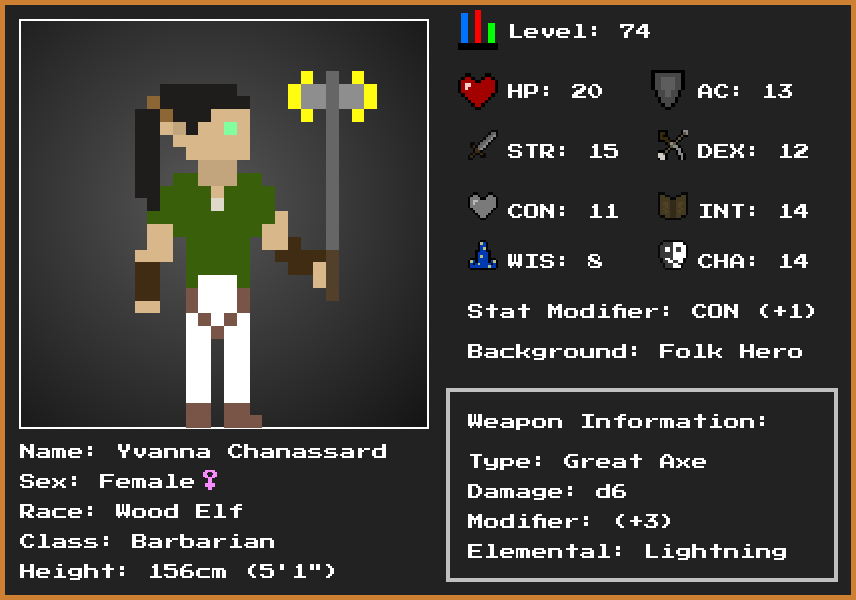 Level: 74
HP: 20 AC: 13
STR: 15 DEX: 12
CON: 11 INT: 14
WIS: 8 CHA: 14
Stat Modifier: CON (+1)
Background: Folk Hero
Weapon Information:
Type: Great Axe
Damage: d6
Modifier: (+3)
Elemental: Lightning
Name: Yvanna Chanassard
Sex: Female♀
Race: Wood Elf
Class: Barbarian
Height: 156cm (5'1")